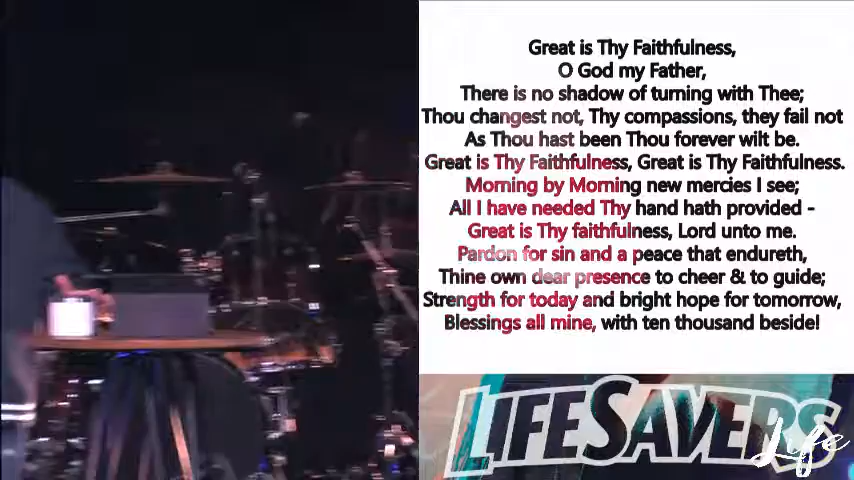 Great is Thy Faithfulness,
O God my Father,
There is no shadow of turning with Thee;
Thou changest not, Thy compassions, they fail not
As Thou hast been Thou forever wilt be.
Great is Thy Faithfulness, Great is Thy Faithfulness.
Morning by Morning new mercies I see;
All I have needed Thy hand hath provided -
Great is Thy faithfulness, Lord unto me.
Pardon for sin and a peace that endureth,
Thine own dear presence to cheer & to guide;
Strength for today and bright hope for tomorrow,
Blessings all mine, with ten thousand beside!
LIFESAVERS
Life